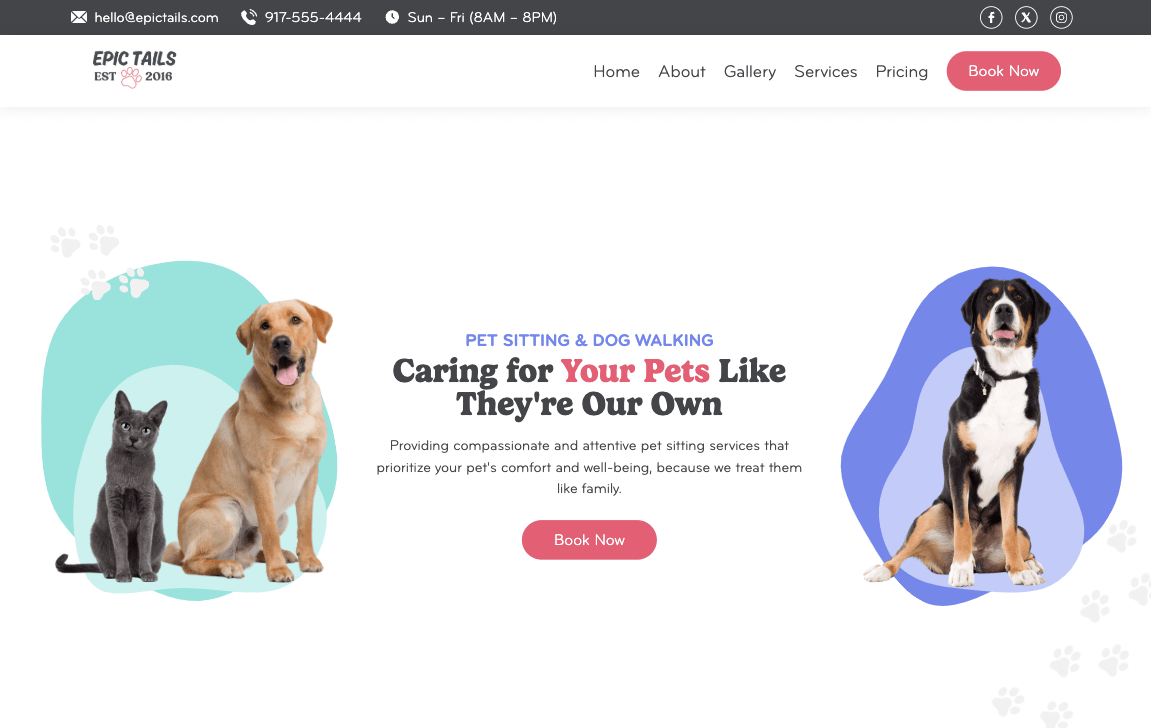 hello@epictails.com 917-555-4444 Sun – Fri (8AM – 8PM)
EPIC TAILS
EST 2016
Home About Gallery Services Pricing Book Now
PET SITTING & DOG WALKING
Caring for Your Pets Like
They're Our Own
Providing compassionate and attentive pet sitting services that
prioritize your pet's comfort and well-being, because we treat them
like family.
Book Now